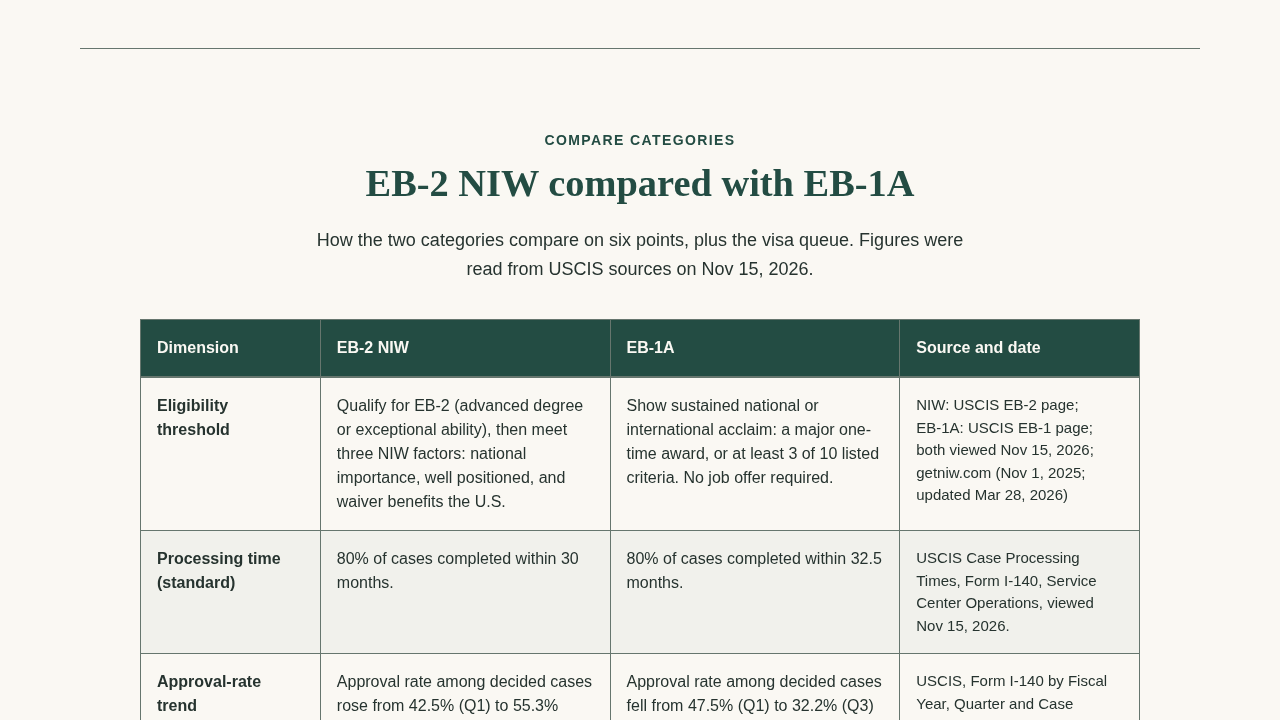 COMPARE CATEGORIES
EB-2 NIW compared with EB-1A
How the two categories compare on six points, plus the visa queue. Figures were
read from USCIS sources on Nov 15, 2026.
Dimension
EB-2 NIW
EB-1A
Source and date
Eligibility
threshold
Qualify for EB-2 (advanced degree
or exceptional ability), then meet
three NIW factors: national
importance, well positioned, and
waiver benefits the U.S.
Show sustained national or
international acclaim: a major one-
time award, or at least 3 of 10 listed
criteria. No job offer required.
NIW: USCIS EB-2 page;
EB-1A: USCIS EB-1 page;
both viewed Nov 15, 2026;
getniw.com (Nov 1, 2025;
updated Mar 28, 2026)
Processing time
(standard)
80% of cases completed within 30
months.
80% of cases completed within 32.5
months.
USCIS Case Processing
Times, Form I-140, Service
Center Operations, viewed
Nov 15, 2026.
Approval-rate
trend
Approval rate among decided cases
rose from 42.5% (Q1) to 55.3%
Approval rate among decided cases
fell from 47.5% (Q1) to 32.2% (Q3)
USCIS, Form I-140 by Fiscal
Year, Quarter and Case